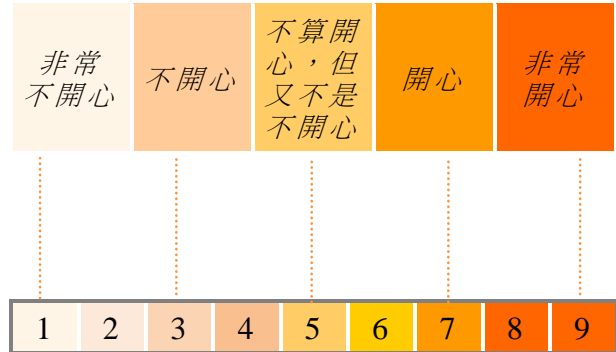 非常
不開心
不開心
不算開
心，但
又不是
不開心
開心
非常
開心
1 2 3 4 5 6 7 8 9